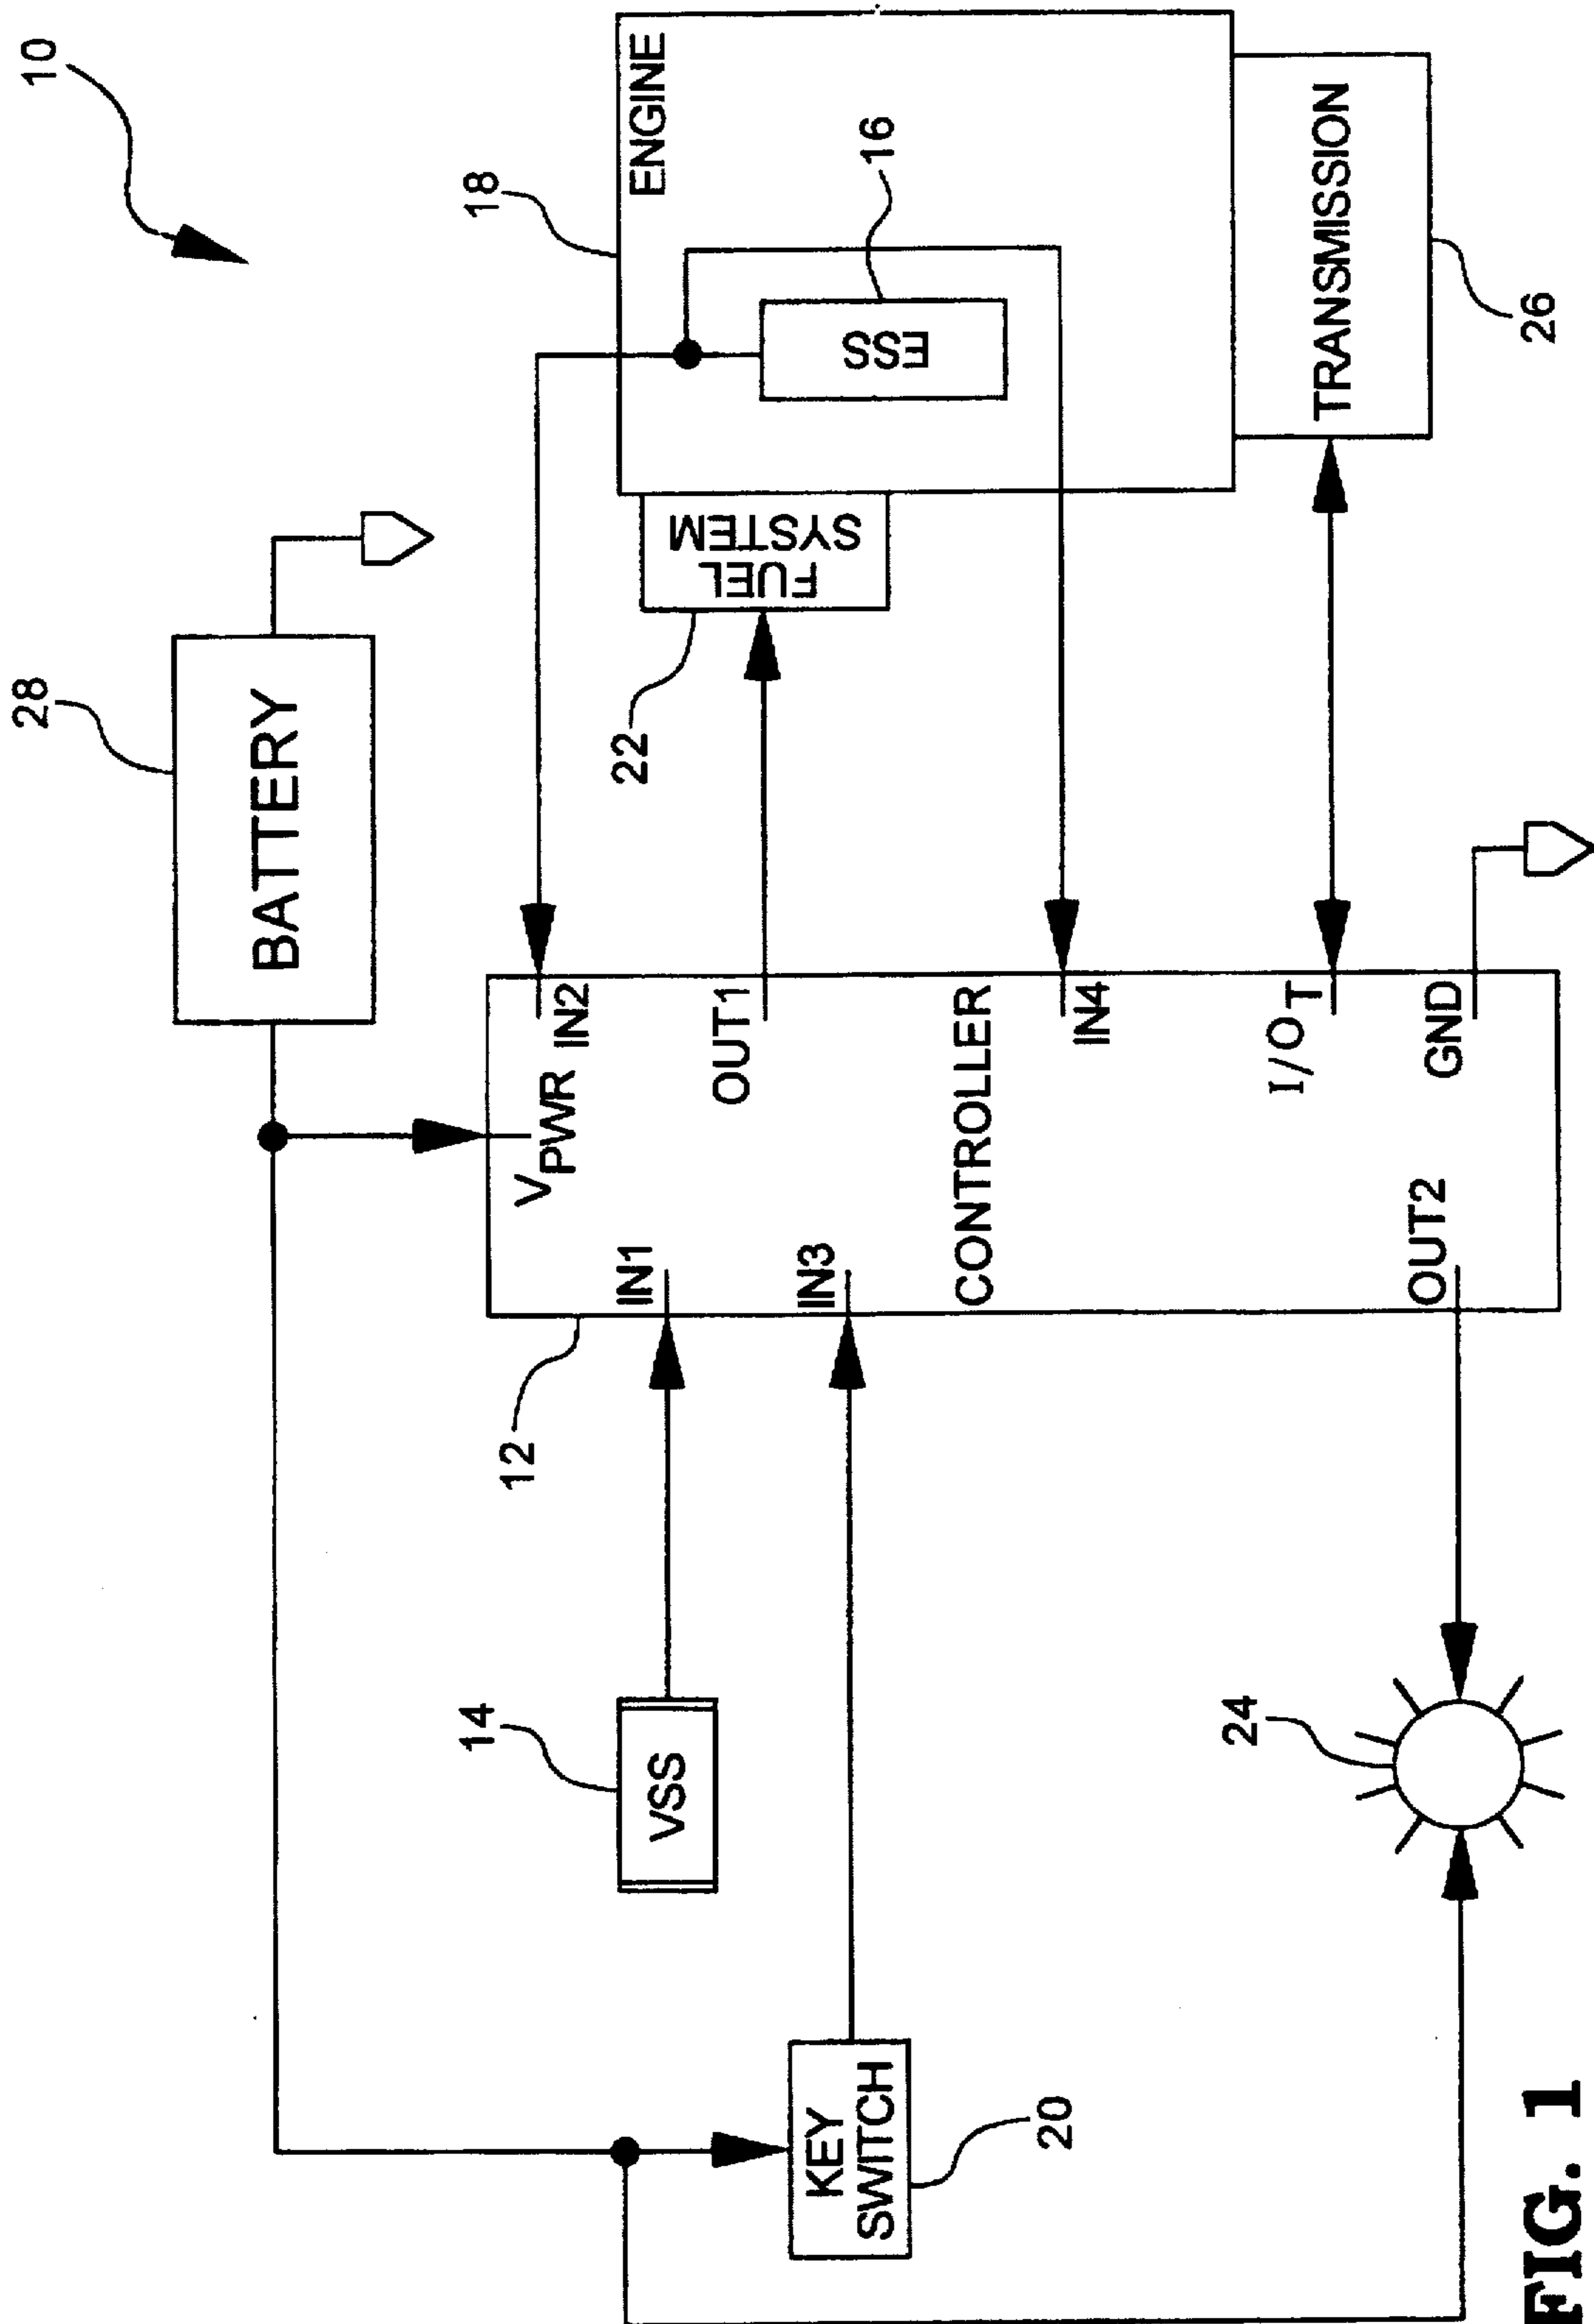 10
28
BATTERY
18
ENGINE
ESS
16
FUEL
SYSTEM
22
TRANSMISSION
26
12
VPWR
IN1
IN2
IN3
OUT1
CONTROLLER
IN4
I/OT
OUT2
GND
14
VSS
KEY
SWITCH
20
24
FIG. 1